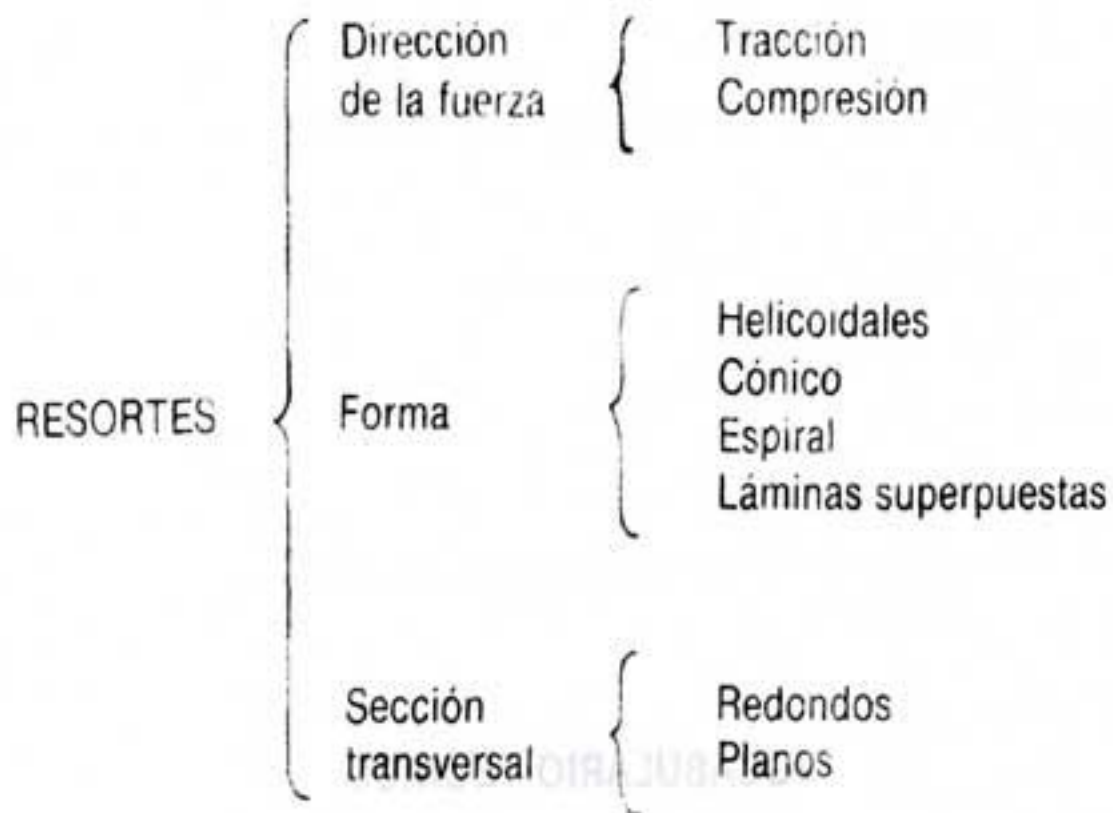 Dirección
de la fuerza
Tracción
Compresión
RESORTES
Forma
Helicoidales
Cónico
Espiral
Láminas superpuestas
Sección
transversal
Redondos
Planos